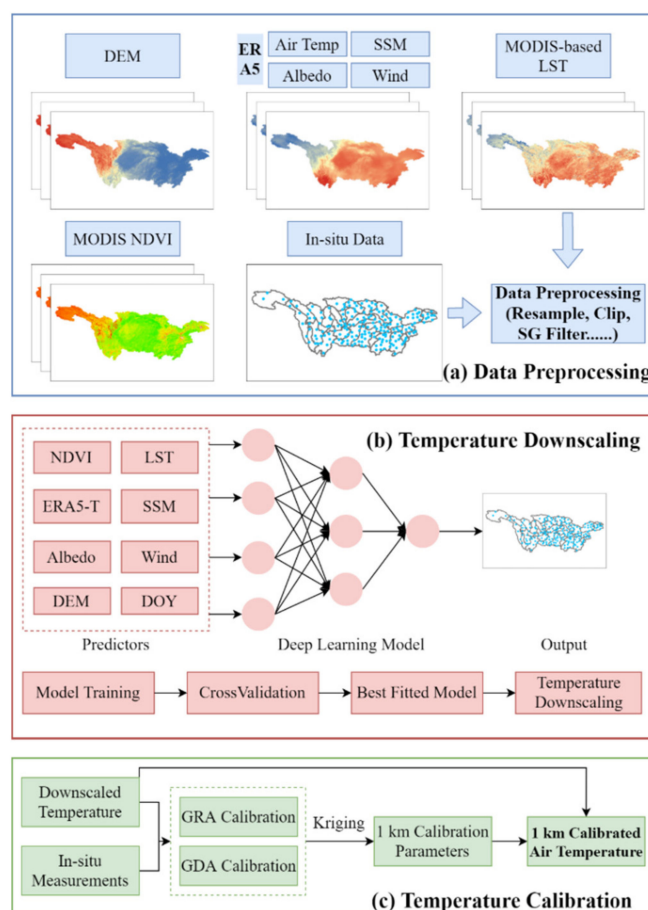 DEM
ER
A5
Air Temp
SSM
Albedo
Wind
MODIS-based
LST
MODIS NDVI
In-situ Data
Data Preprocessing
(Resample, Clip,
SG Filter......)
(a) Data Preprocessing
(b) Temperature Downscaling
NDVI
LST
ERA5-T
SSM
Albedo
Wind
DEM
DOY
Predictors
Deep Learning Model
Output
Model Training
CrossValidation
Best Fitted Model
Temperature
Downscaling
Downscaled
Temperature
In-situ
Measurements
GRA Calibration
GDA Calibration
Kriging
1 km Calibration
Parameters
1 km Calibrated
Air Temperature
(c) Temperature Calibration